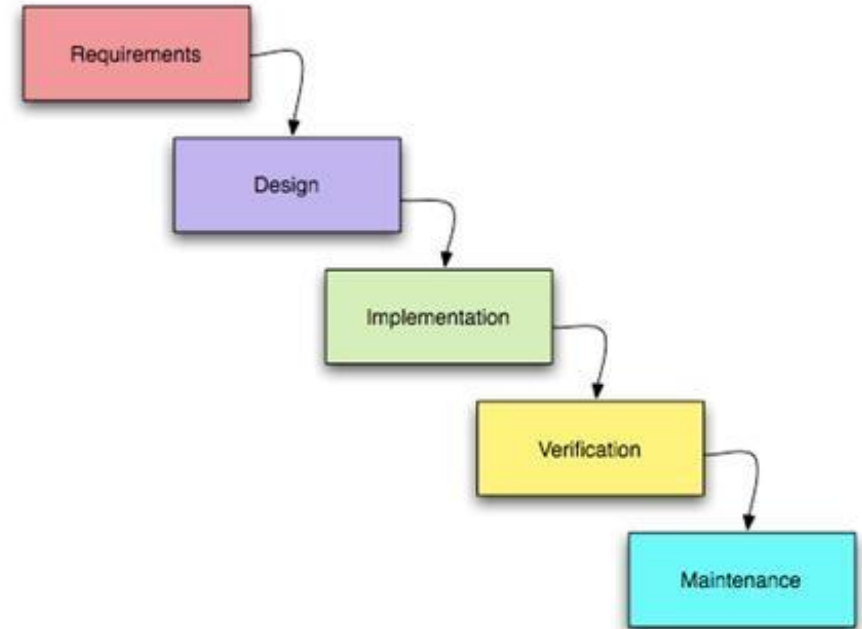 Requirements
Design
Implementation
Verification
Maintenance